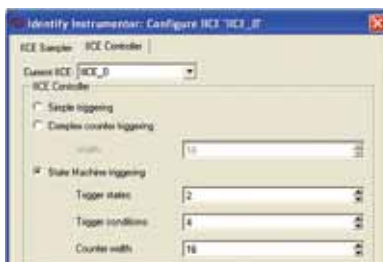 Identify Instrumentor: Configure IICE 'IICE_0'
IICE Sampler IICE Controller
Current IICE: IICE_0
IICE Controller
Simple triggering
Complex counter triggering
Width: 16
State Machine triggering
Trigger states: 2
Trigger conditions: 4
Counter width: 16